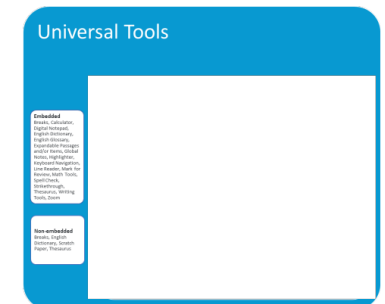 Universal Tools
Embedded
Breaks, Calculator,
Digital Notepad,
English Dictionary,
English Glossary,
Expandable Passages
and/or Items, Global
Notes, Highlighter,
Keyboard Navigation,
Line Reader, Mark for
Review, Math Tools,
Spell Check,
Strikethrough,
Thesaurus, Writing
Tools, Zoom
Non-embedded
Breaks, English
Dictionary, Scratch
Paper, Thesaurus